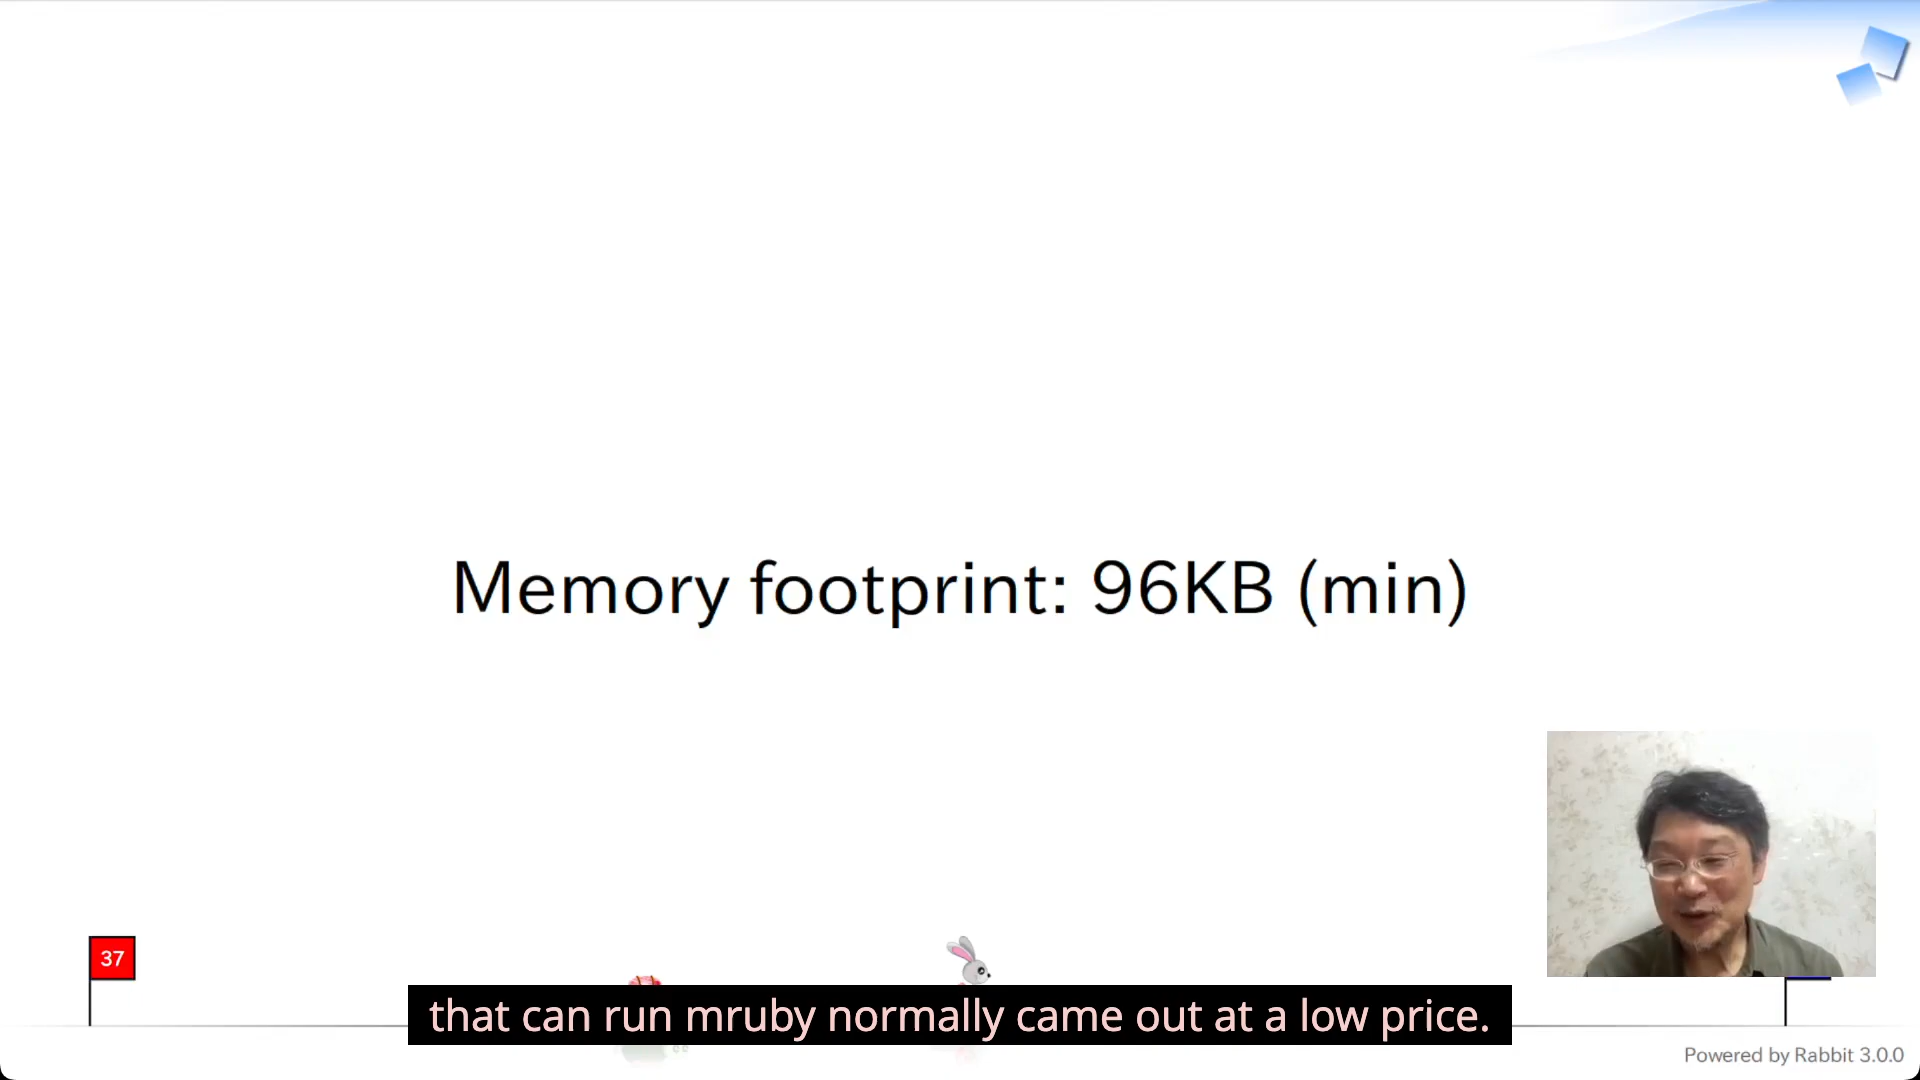 Memory footprint: 96KB (min)
37
that can run mruby normally came out at a low price.
Powered by Rabbit 3.0.0